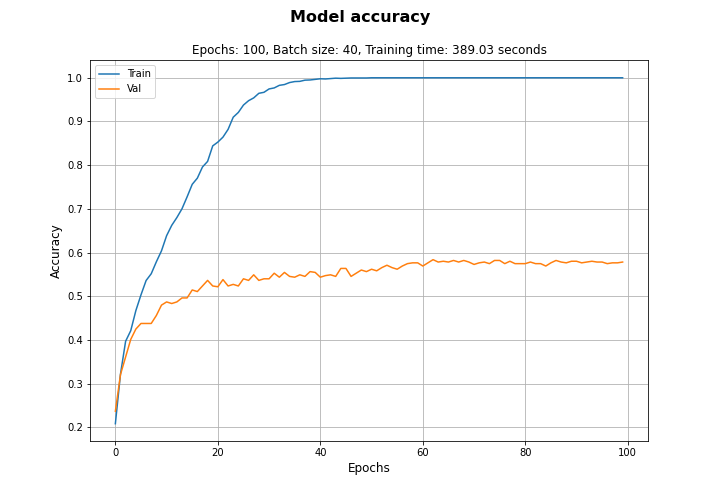 Model accuracy
Epochs: 100, Batch size: 40, Training time: 389.03 seconds
Train
Val
1.0
0.9
0.8
0.7
0.6
0.5
0.4
0.3
0.2
Accuracy
0 20 40 60 80 100
Epochs